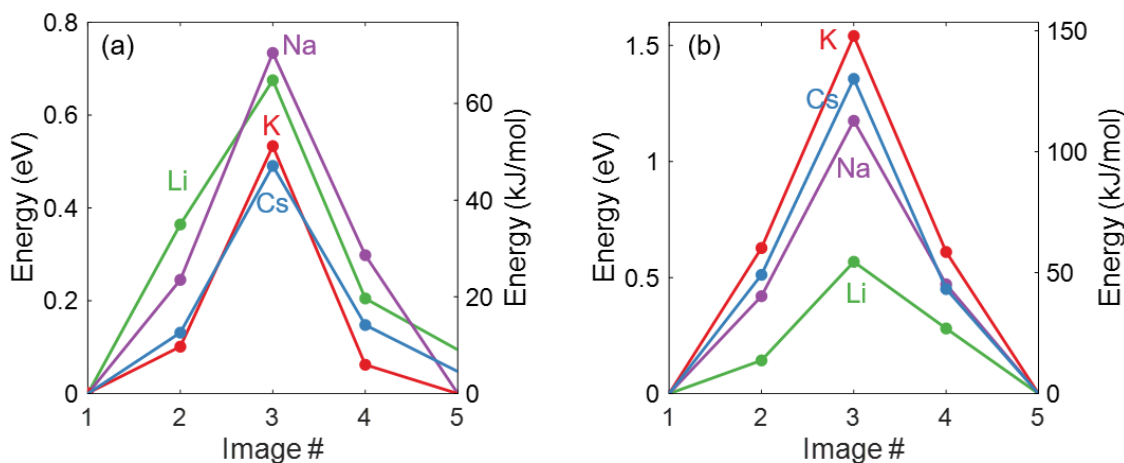 (a)
Na
Li
K
Cs
0.8
0.6
0.4
0.2
0
Energy (eV)
60
40
20
0
Energy (kJ/mol)
1 2 3 4 5
Image #
(b)
K
Cs
Na
Li
1.5
1
0.5
0
Energy (eV)
150
100
50
0
Energy (kJ/mol)
1 2 3 4 5
Image #